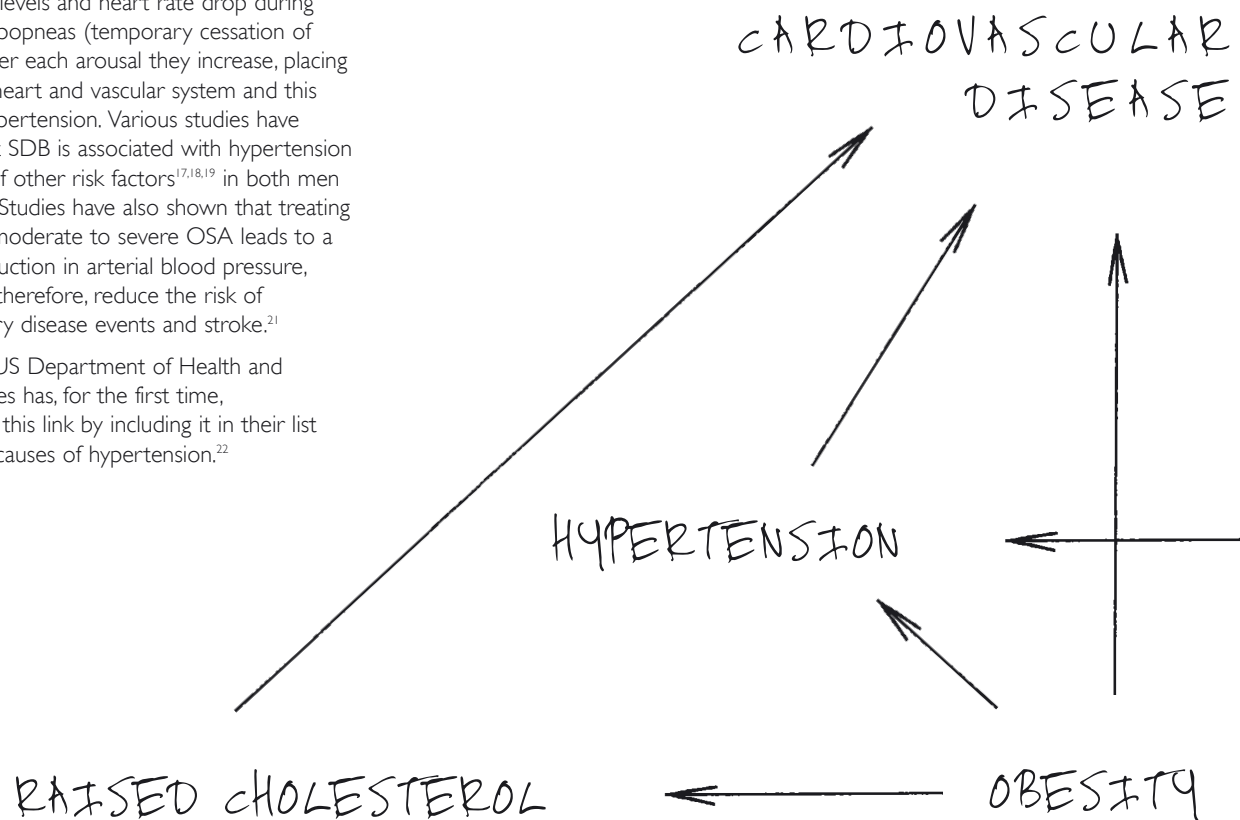 levels and heart rate drop during
opneas (temporary cessation of
er each arousal they increase, placing
heart and vascular system and this
pertension. Various studies have
SDB is associated with hypertension
f other risk factors17,18,19 in both men
Studies have also shown that treating
moderate to severe OSA leads to a
uction in arterial blood pressure,
therefore, reduce the risk of
ry disease events and stroke.21
US Department of Health and
es has, for the first time,
this link by including it in their list
causes of hypertension.22
CARDIOVASCULAR
DISEASE
HYPERTENSION
RAISED CHOLESTEROL
OBESITY